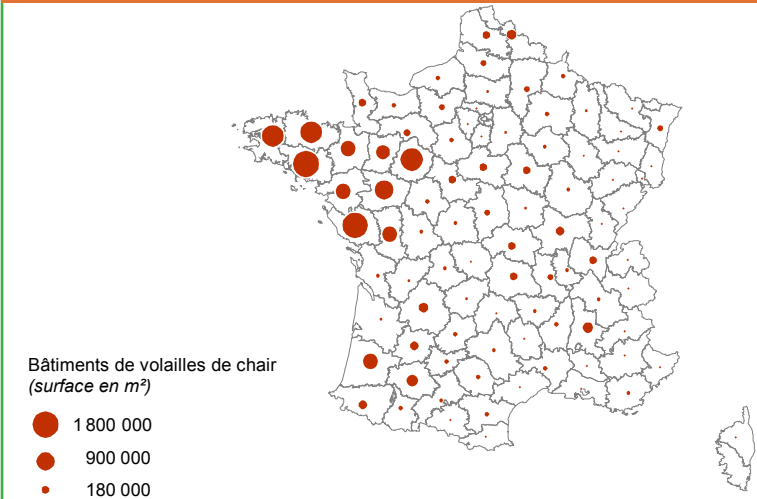 Bâtiments de volailles de chair
(surface en m²)
1 800 000
900 000
180 000